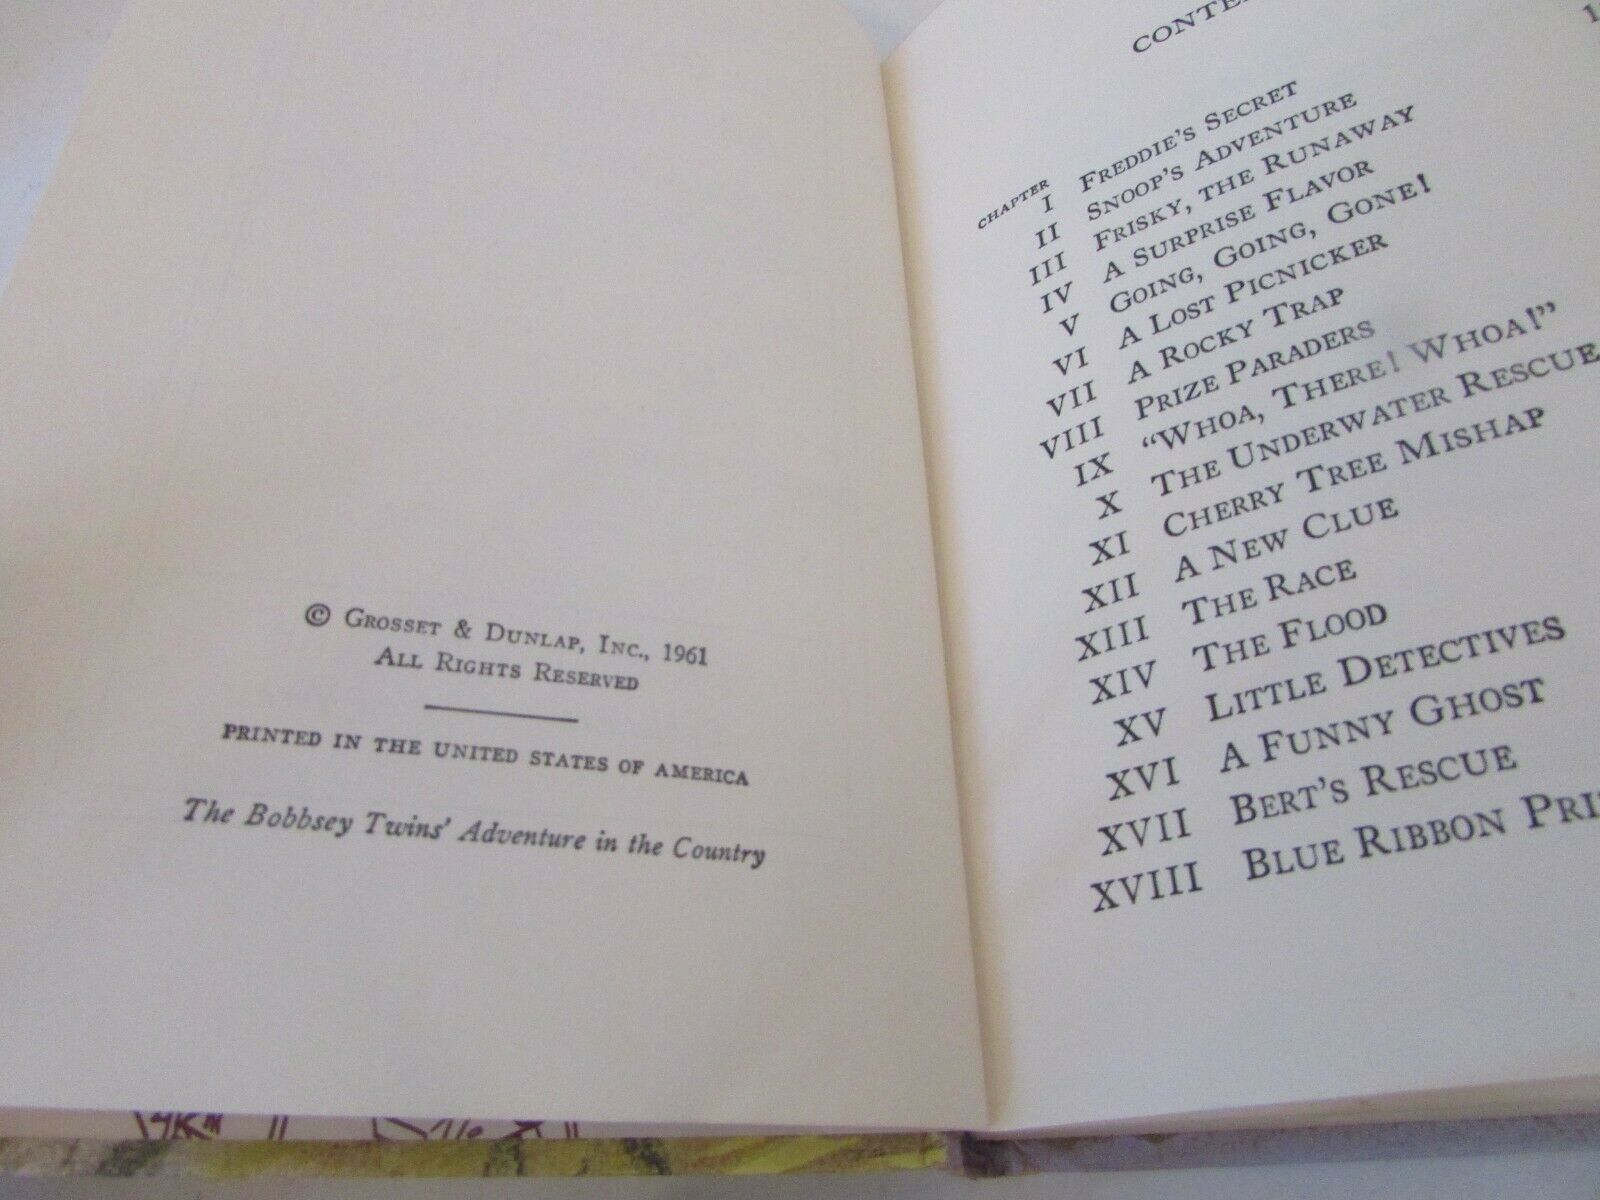 © Grosset & Dunlap, Inc., 1961
All Rights Reserved
PRINTED IN THE UNITED STATES OF AMERICA
The Bobbsey Twins' Adventure in the Country
CHAPTER
I Freddie's Secret
II Snoop's Adventure
III Frisky, the Runaway
IV A Surprise Flavor
V Going, Going, Gone!
VI A Lost Picnicker
VII A Rocky Trap
VIII Prize Paraders
IX "Whoa, There! Whoa!"
X The Underwater Rescue
XI Cherry Tree Mishap
XII A New Clue
XIII The Race
XIV The Flood
XV Little Detectives
XVI A Funny Ghost
XVII Bert's Rescue
XVIII Blue Ribbon